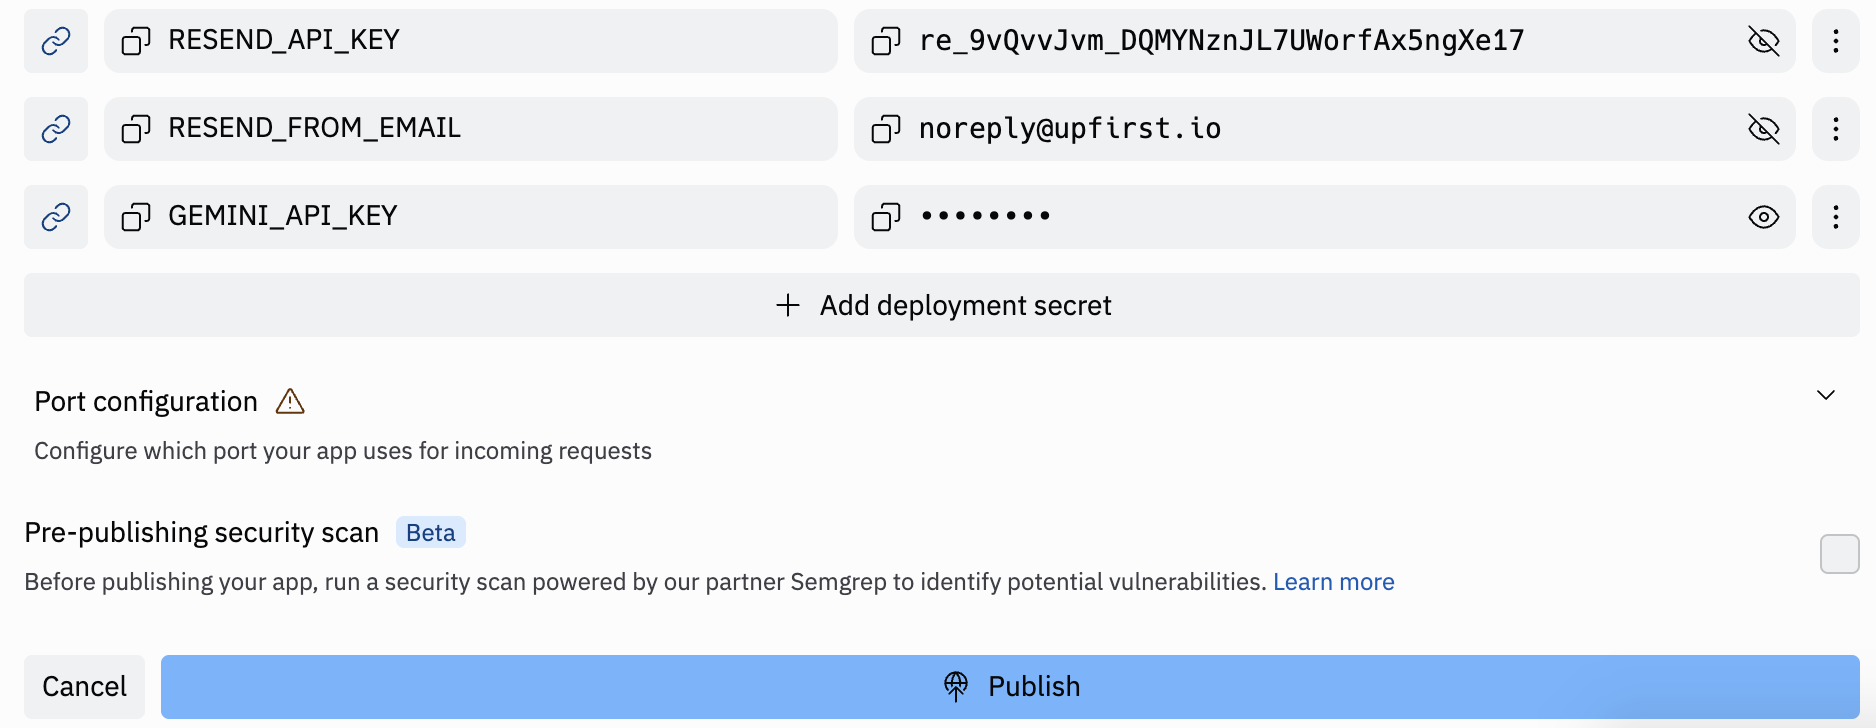 RESEND_API_KEY
re_9vQvvJvm_DQMYNznJL7UWorfAx5ngXe17
RESEND_FROM_EMAIL
noreply@upfirst.io
GEMINI_API_KEY
••••••••
Add deployment secret
Port configuration
Configure which port your app uses for incoming requests
Pre-publishing security scan Beta
Before publishing your app, run a security scan powered by our partner Semgrep to identify potential vulnerabilities. Learn more
Cancel
Publish